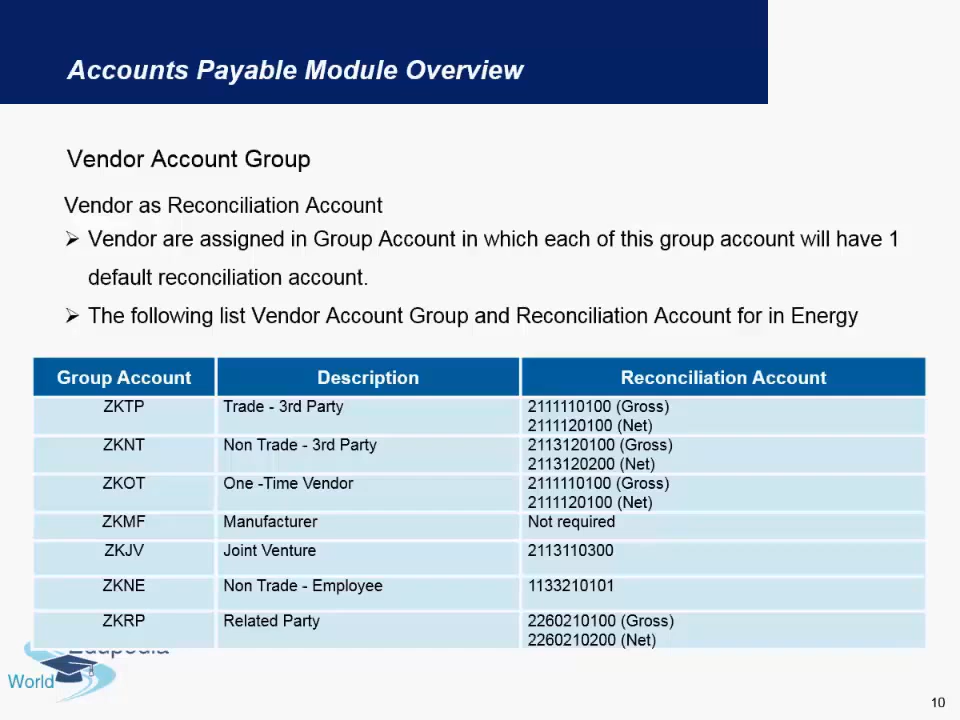 Accounts Payable Module Overview
Vendor Account Group
Vendor as Reconciliation Account
➢ Vendor are assigned in Group Account in which each of this group account will have 1
default reconciliation account.
➢ The following list Vendor Account Group and Reconciliation Account for in Energy
Group Account Description Reconciliation Account
ZKTP Trade - 3rd Party 2111110100 (Gross)
2111120100 (Net)
ZKNT Non Trade - 3rd Party 2113120100 (Gross)
2113120200 (Net)
ZKOT One -Time Vendor 2111110100 (Gross)
2111120100 (Net)
ZKMF Manufacturer Not required
ZKJV Joint Venture 2113110300
ZKNE Non Trade - Employee 1133210101
ZKRP Related Party 2260210100 (Gross)
2260210200 (Net)
Edupedia
World
10